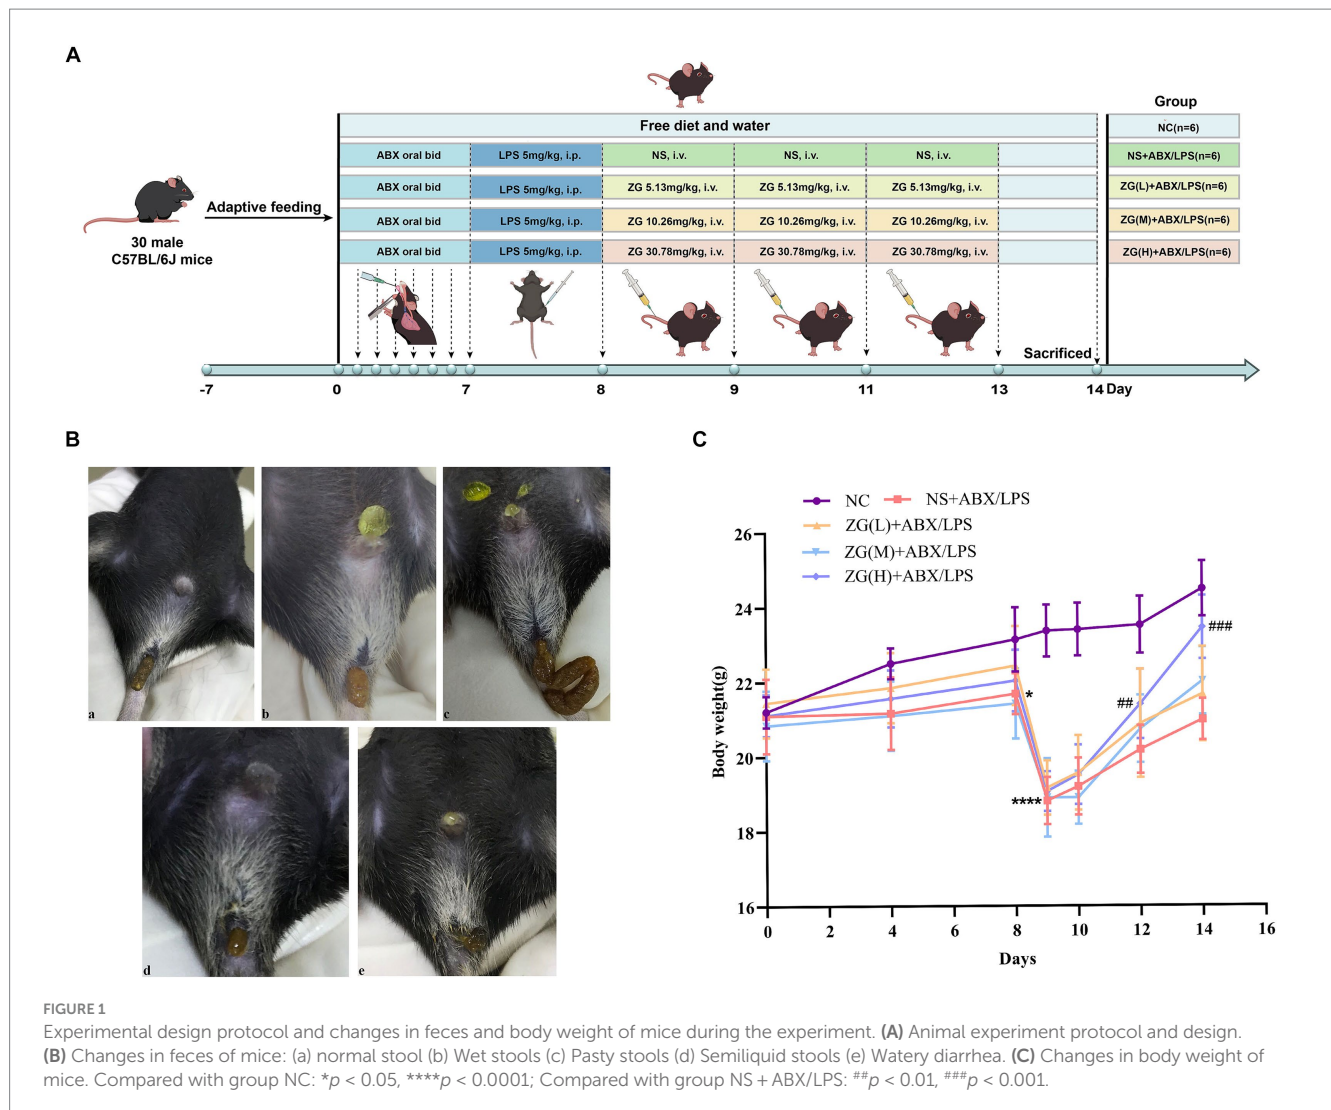 A
Group
Free diet and water
NC(n=6)
ABX oral bid LPS 5mg/kg, i.p. NS, i.v. NS, i.v. NS, i.v. NS+ABX/LPS(n=6)
ABX oral bid LPS 5mg/kg, i.p. ZG 5.13mg/kg, i.v. ZG 5.13mg/kg, i.v. ZG 5.13mg/kg, i.v. ZG(L)+ABX/LPS(n=6)
Adaptive feeding
ABX oral bid LPS 5mg/kg, i.p. ZG 10.26mg/kg, i.v. ZG 10.26mg/kg, i.v. ZG 10.26mg/kg, i.v. ZG(M)+ABX/LPS(n=6)
30 male
C57BL/6J mice
ABX oral bid LPS 5mg/kg, i.p. ZG 30.78mg/kg, i.v. ZG 30.78mg/kg, i.v. ZG 30.78mg/kg, i.v. ZG(H)+ABX/LPS(n=6)
Sacrificed
-7 0 7 8 9 11 13 14 Day
B
a
b
c
d
e
C
NC NS+ABX/LPS
ZG(L)+ABX/LPS
ZG(M)+ABX/LPS
ZG(H)+ABX/LPS
Body weight(g)
26
24
22
20
18
16
*
****
##
###
0 2 4 6 8 10 12 14 16
Days
FIGURE 1
Experimental design protocol and changes in feces and body weight of mice during the experiment. (A) Animal experiment protocol and design.
(B) Changes in feces of mice: (a) normal stool (b) Wet stools (c) Pasty stools (d) Semiliquid stools (e) Watery diarrhea. (C) Changes in body weight of
mice. Compared with group NC: *p < 0.05, ****p < 0.0001; Compared with group NS + ABX/LPS: ##p < 0.01, ###p < 0.001.